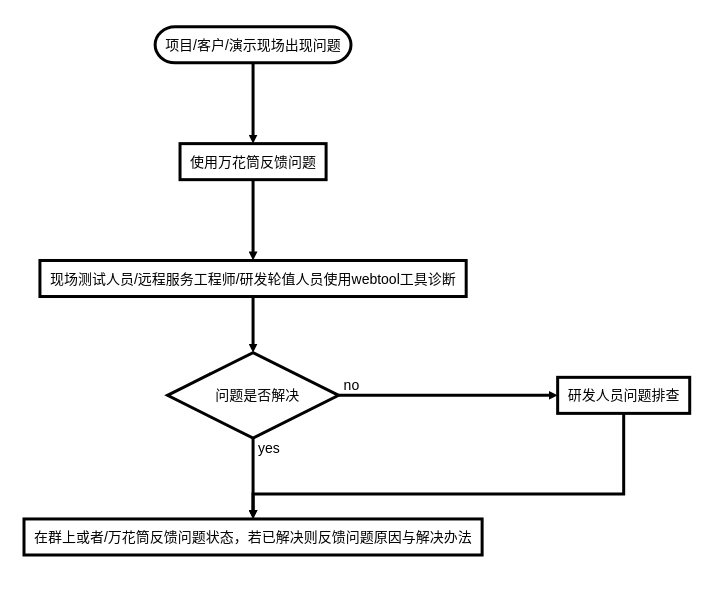 项目/客户/演示现场出现问题
使用万花筒反馈问题
现场测试人员/远程服务工程师/研发轮值人员使用webtool工具诊断
问题是否解决
no
研发人员问题排查
yes
在群上或者/万花筒反馈问题状态，若已解决则反馈问题原因与解决办法